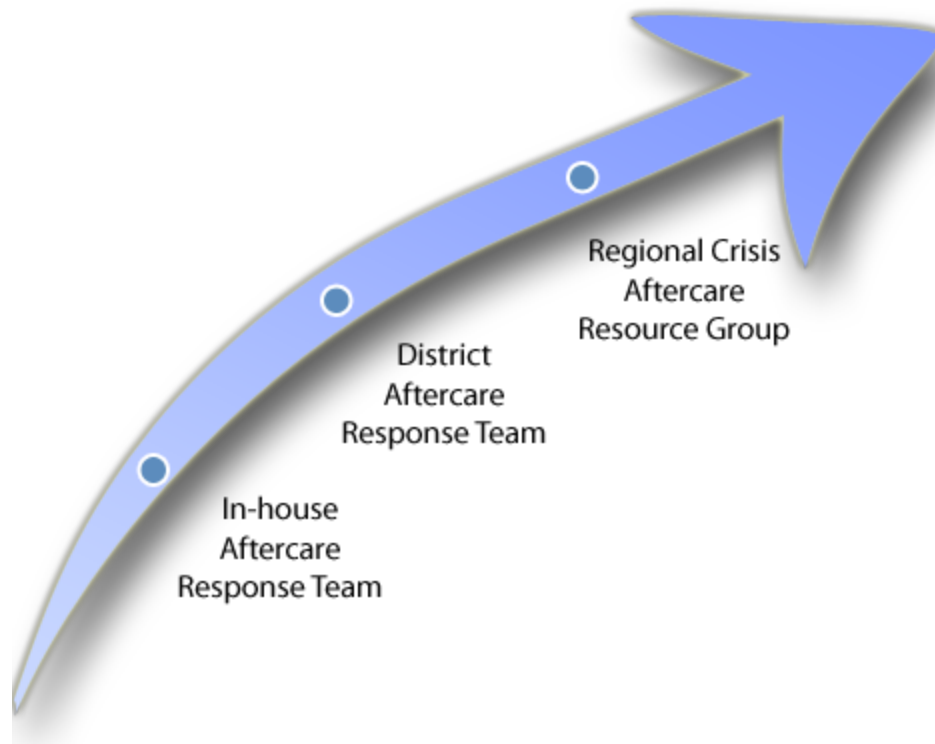 Regional Crisis
Aftercare
Resource Group
District
Aftercare
Response Team
In-house
Aftercare
Response Team